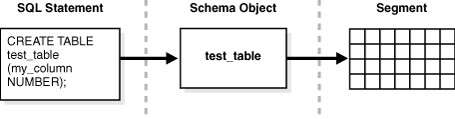 SQL Statement
Schema Object
Segment
CREATE TABLE
test_table
(my_column
NUMBER);
test_table